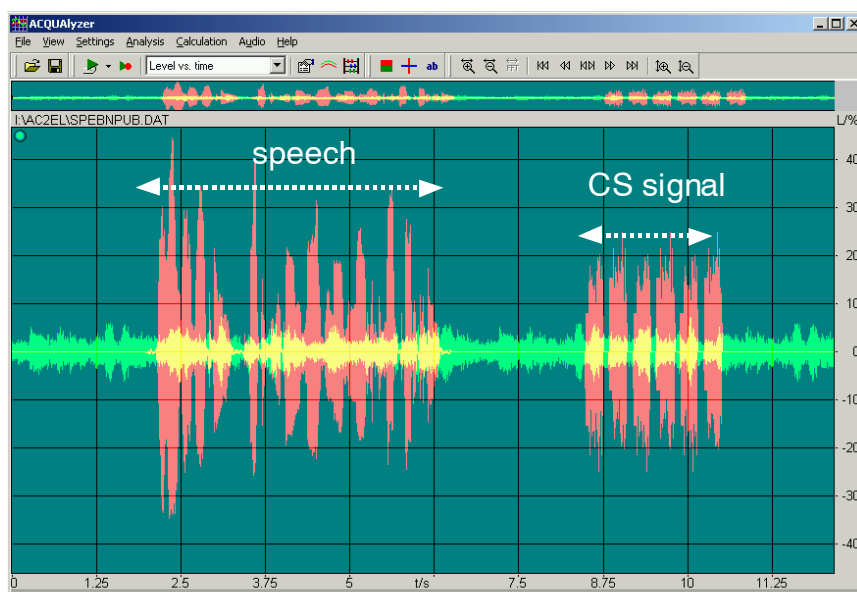 ACQUAlyzer
File View Settings Analysis Calculation Audio Help
Level vs. time ab
I:\AC2EL\SPEBNPUB.DAT L/%
speech
CS signal
40
30
20
10
0
-10
-20
-30
-40
0 1.25 2.5 3.75 5 t/s 7.5 8.75 10 11.25